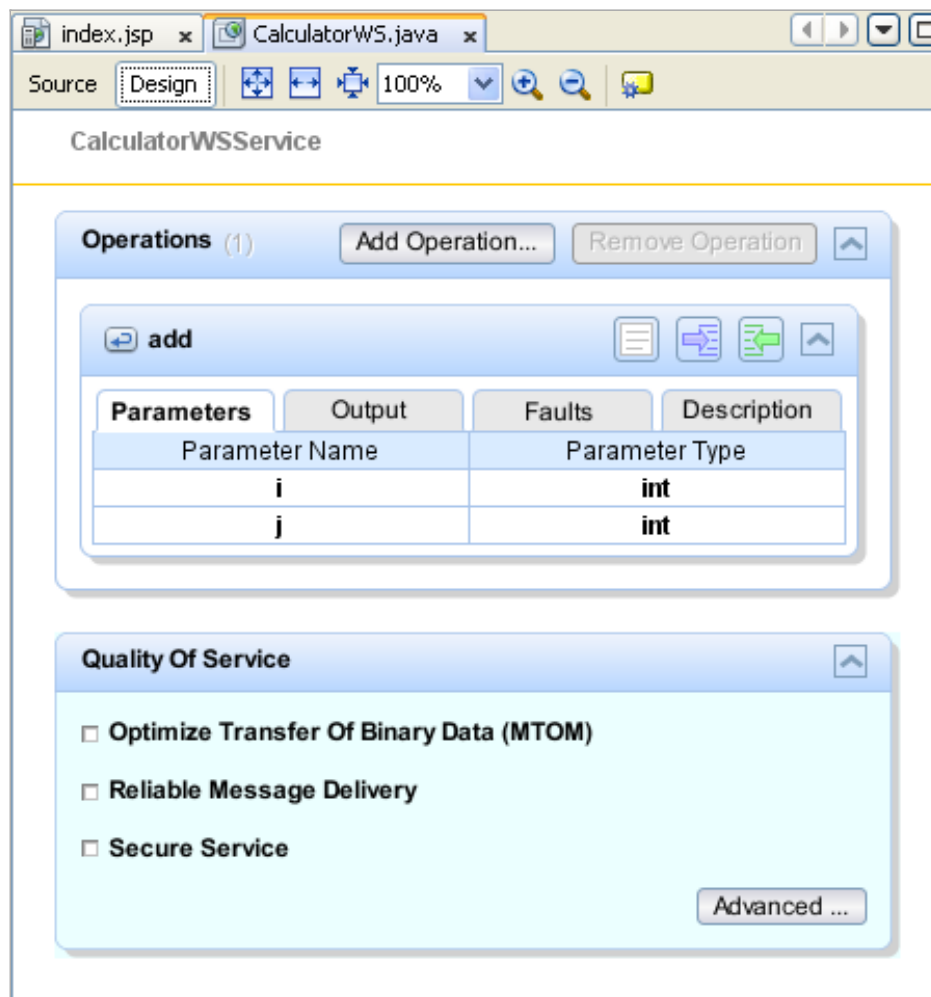 index.jsp x CalculatorWS.java x
Source Design 100%
CalculatorWSService
Operations (1) Add Operation... Remove Operation
add
Parameters Output Faults Description
Parameter Name Parameter Type
i int
j int
Quality Of Service
Optimize Transfer Of Binary Data (MTOM)
Reliable Message Delivery
Secure Service
Advanced ...